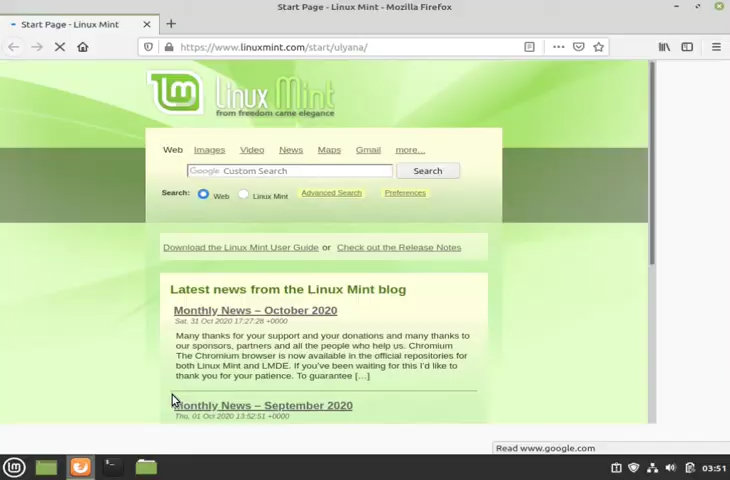 Start Page - Linux Mint - Mozilla Firefox
Start Page - Linux Mint
https://www.linuxmint.com/start/ulyana/
Linux Mint
from freedom came elegance
Web Images Video News Maps Gmail more...
Google Custom Search Search
Search: Web Linux Mint Advanced Search Preferences
Download the Linux Mint User Guide or Check out the Release Notes
Latest news from the Linux Mint blog
Monthly News – October 2020
Sat, 31 Oct 2020 17:27:28 +0000
Many thanks for your support and your donations and many thanks to
our sponsors, partners and all the people who help us. Chromium
The Chromium browser is now available in the official repositories for
both Linux Mint and LMDE. If you've been waiting for this I'd like to
thank you for your patience. To guarantee […]
Monthly News – September 2020
Thu, 01 Oct 2020 13:52:51 +0000
Read www.google.com
03:51